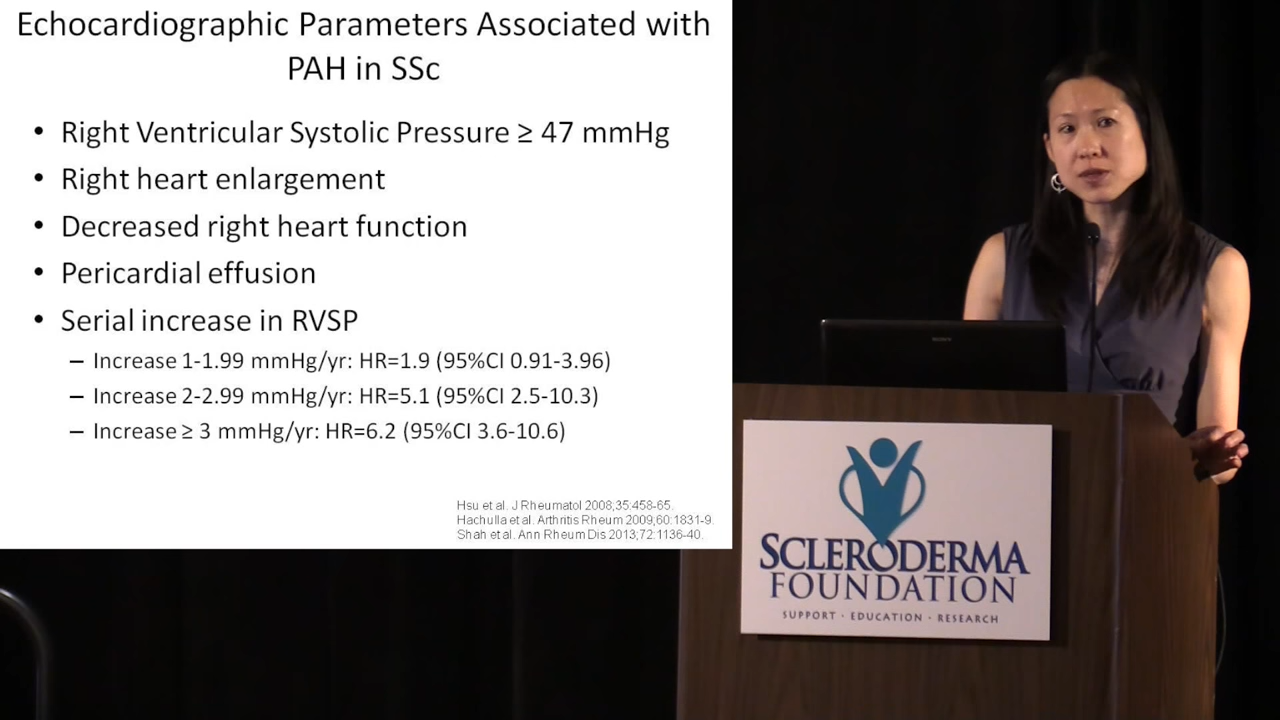 Echocardiographic Parameters Associated with
PAH in SSc
• Right Ventricular Systolic Pressure ≥ 47 mmHg
• Right heart enlargement
• Decreased right heart function
• Pericardial effusion
• Serial increase in RVSP
– Increase 1-1.99 mmHg/yr: HR=1.9 (95%CI 0.91-3.96)
– Increase 2-2.99 mmHg/yr: HR=5.1 (95%CI 2.5-10.3)
– Increase ≥ 3 mmHg/yr: HR=6.2 (95%CI 3.6-10.6)
Hsu et al. J Rheumatol 2008;35:458-65.
Hachulla et al. Arthritis Rheum 2009;60:1831-9.
Shah et al. Ann Rheum Dis 2013;72:1136-40.
SONY
SCLERODERMA
FOUNDATION
SUPPORT · EDUCATION · RESEARCH